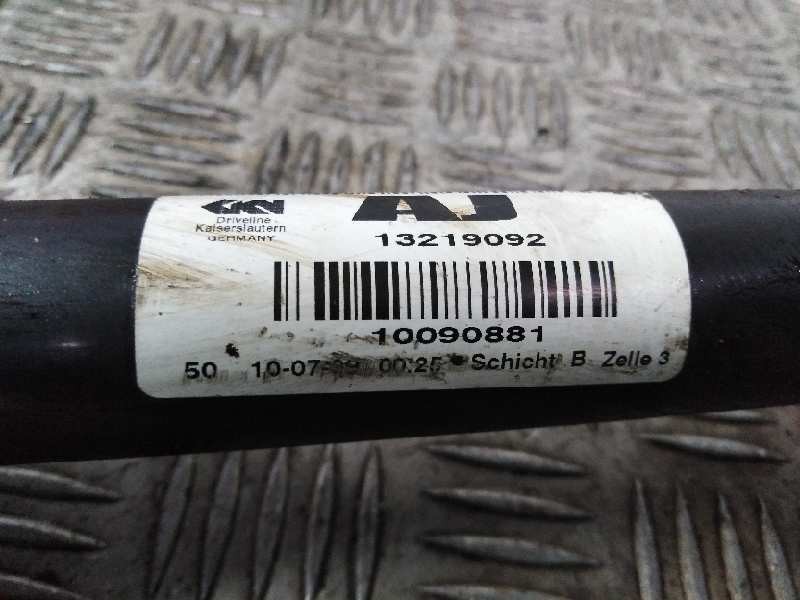 GKN AJ
Driveline
Kaiserslautern
GERMANY
13219092
10090881
50 10-07- 00:25 Schicht B Zelle 3